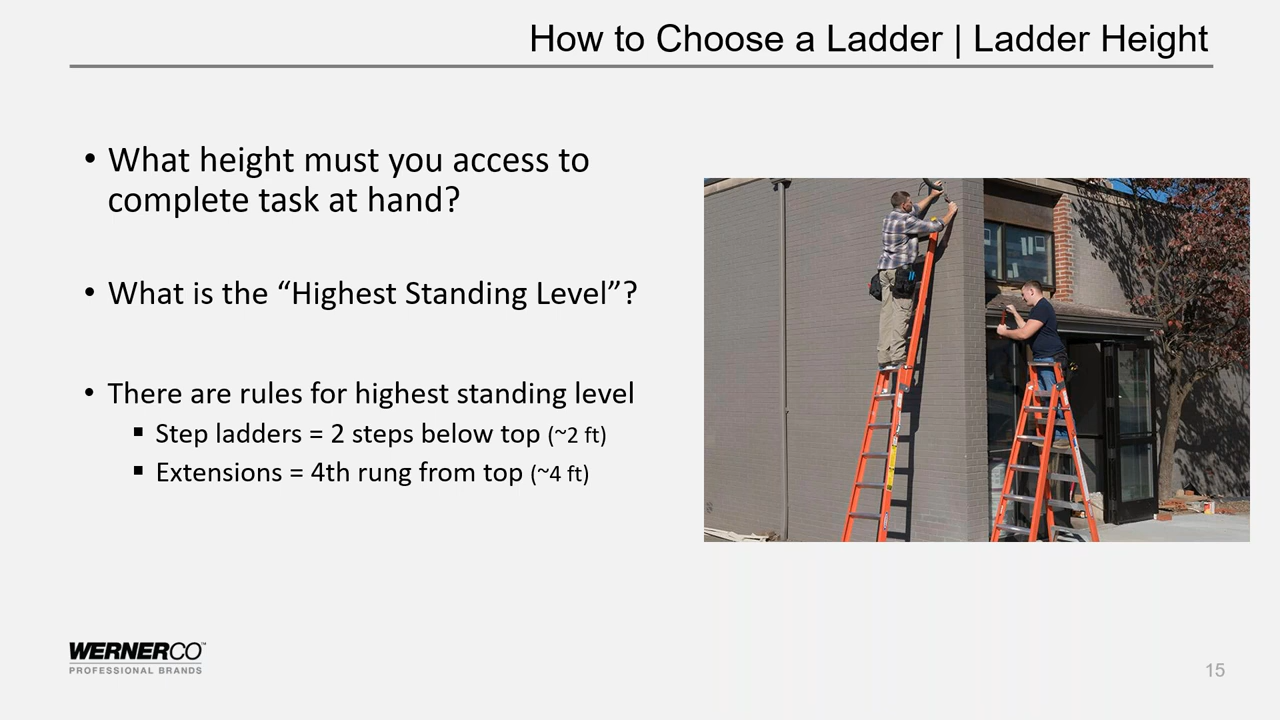 How to Choose a Ladder | Ladder Height
• What height must you access to
complete task at hand?
• What is the “Highest Standing Level”?
• There are rules for highest standing level
▪ Step ladders = 2 steps below top (~2 ft)
▪ Extensions = 4th rung from top (~4 ft)
WERNERCO™
PROFESSIONAL BRANDS
15